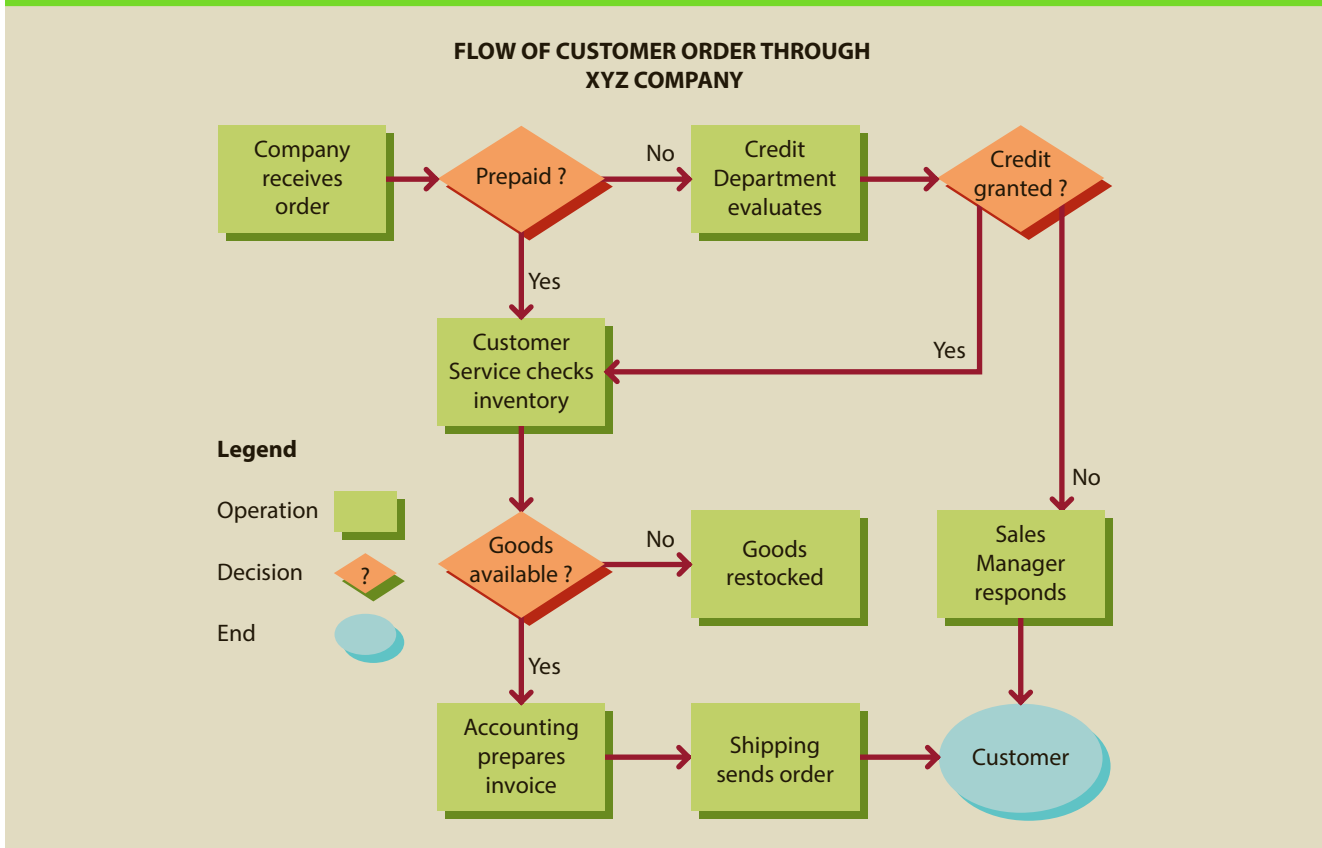 FLOW OF CUSTOMER ORDER THROUGH
XYZ COMPANY
Company
receives
order
Prepaid ?
No
Credit
Department
evaluates
Credit
granted ?
Yes
Customer
Service checks
inventory
Yes
Legend
Operation
Decision
?
End
No
Goods
available ?
No
Goods
restocked
Sales
Manager
responds
Yes
Accounting
prepares
invoice
Shipping
sends order
Customer